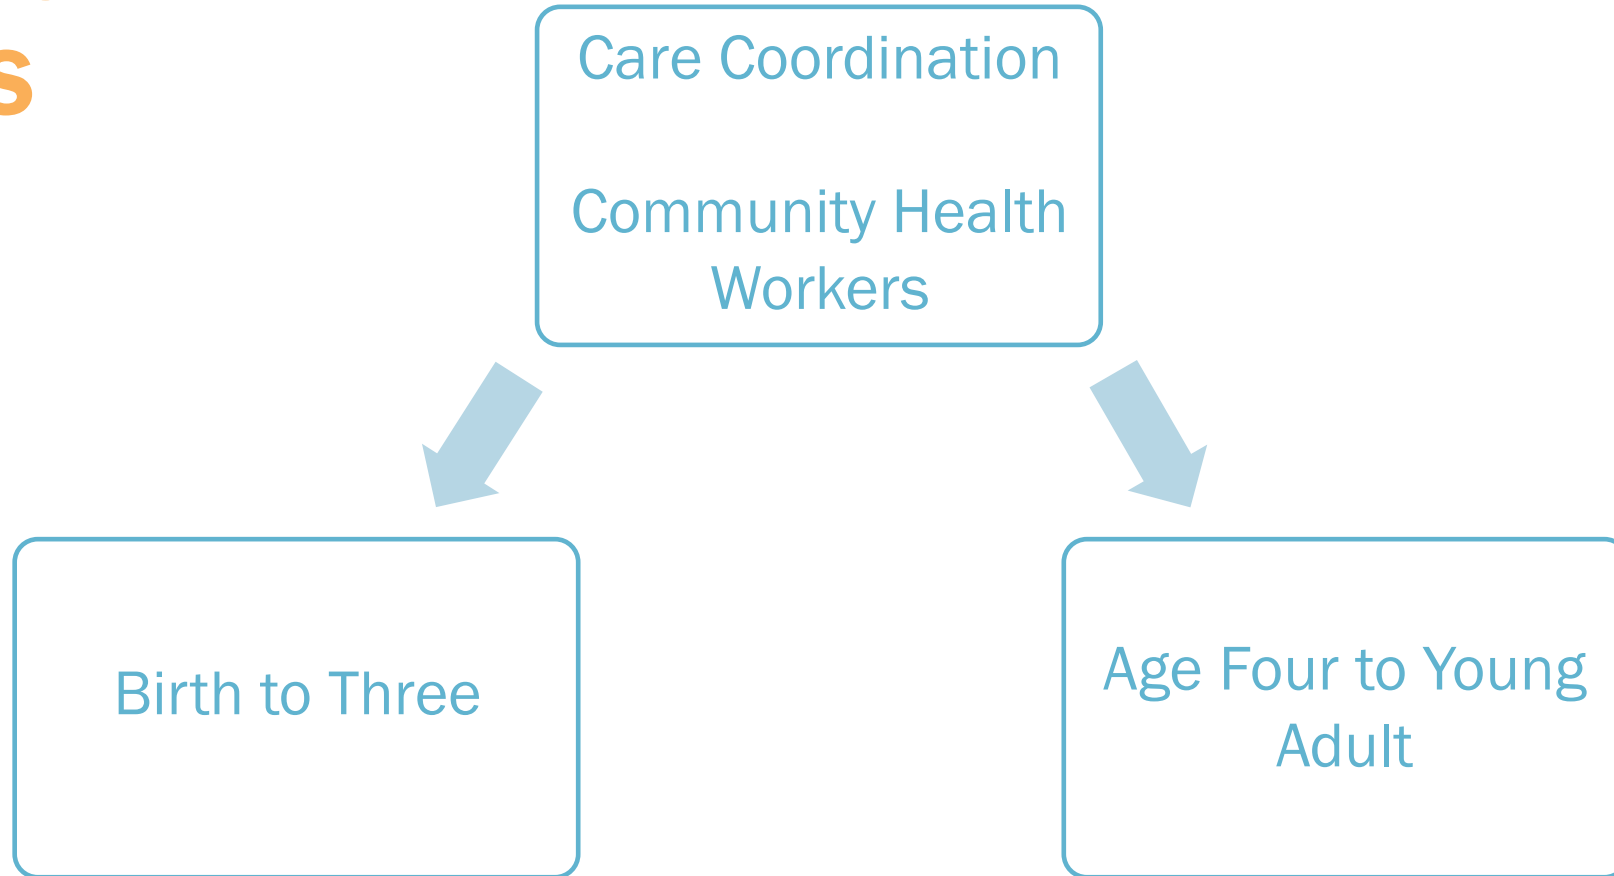 s
Care Coordination
Community Health
Workers
Birth to Three
Age Four to Young
Adult